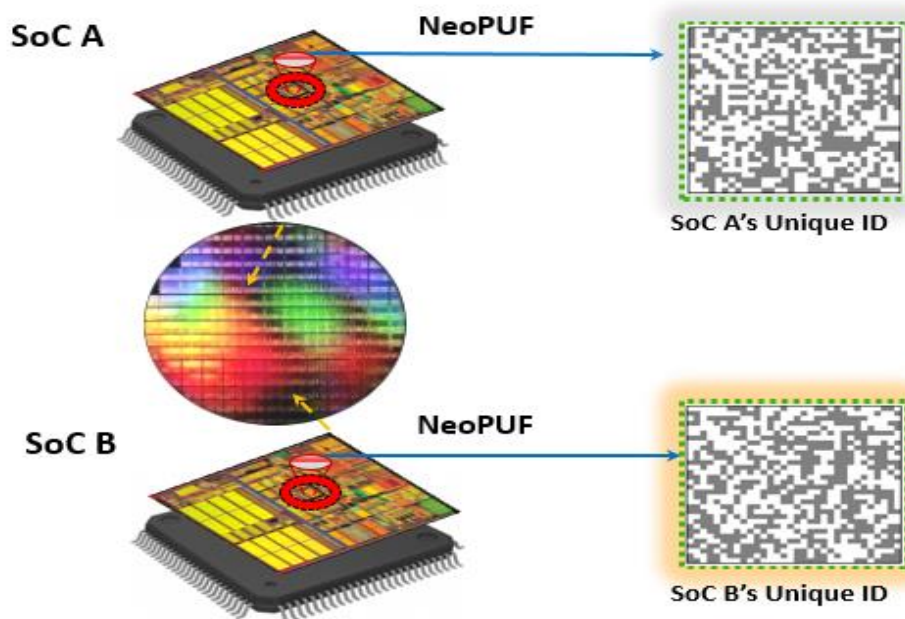 SoC A
NeoPUF
SoC A's Unique ID
SoC B
NeoPUF
SoC B's Unique ID